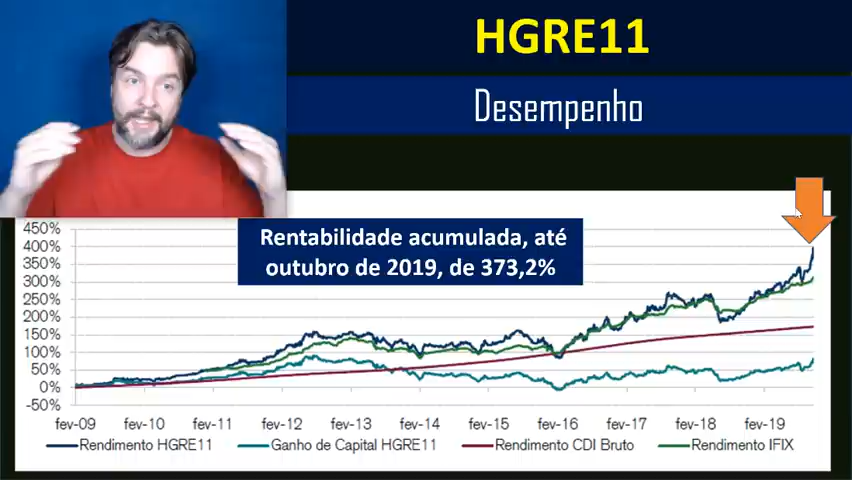 HGRE11
Desempenho
Rentabilidade acumulada, até
outubro de 2019, de 373,2%
450%
400%
350%
300%
250%
200%
150%
100%
50%
0%
-50%
fev-09 fev-10 fev-11 fev-12 fev-13 fev-14 fev-15 fev-16 fev-17 fev-18 fev-19
Rendimento HGRE11 Ganho de Capital HGRE11 Rendimento CDI Bruto Rendimento IFIX